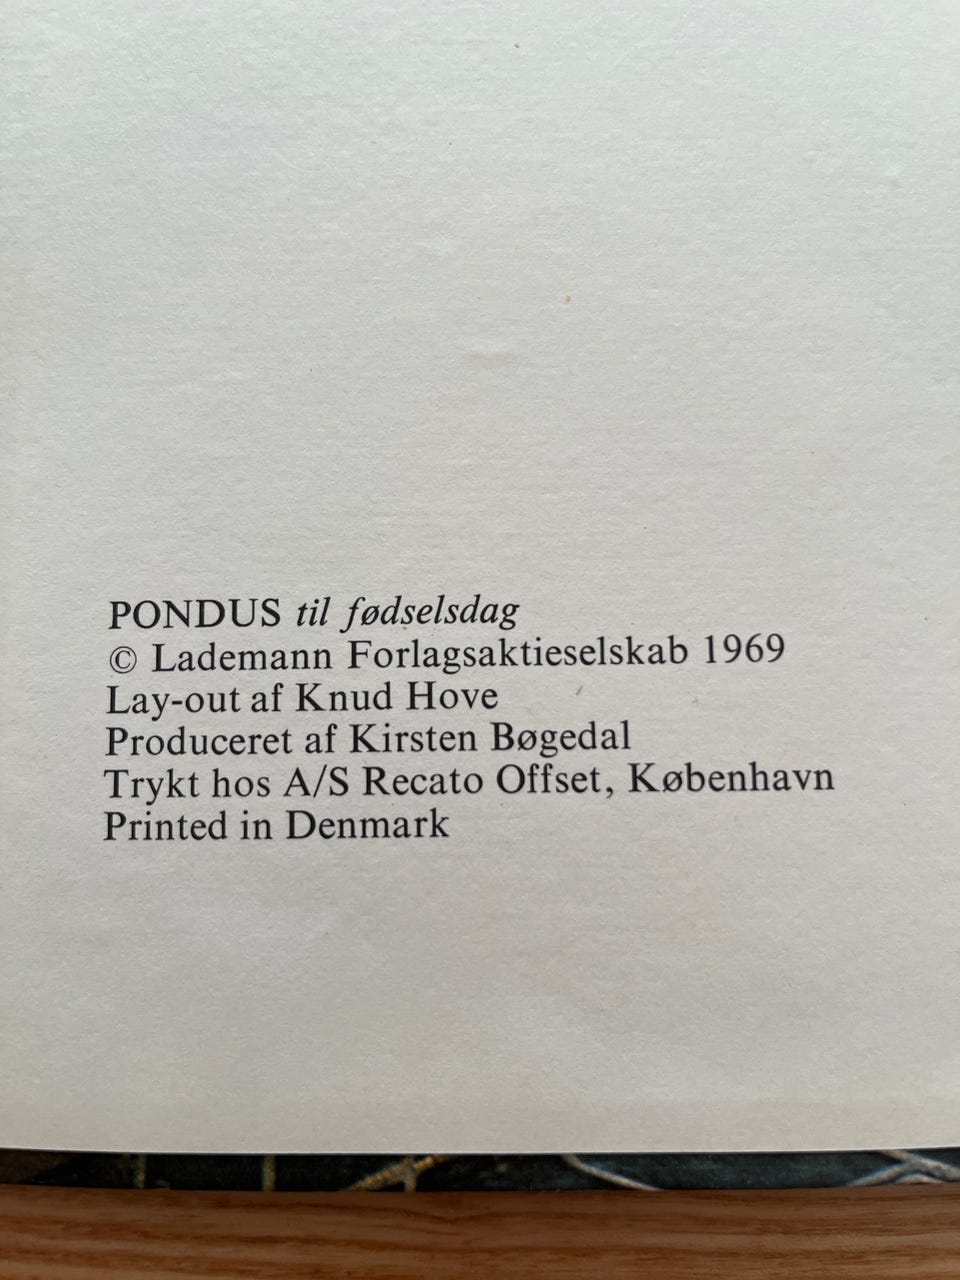 PONDUS til fødselsdag
© Lademann Forlagsaktieselskab 1969
Lay-out af Knud Hove
Produceret af Kirsten Bøgedal
Trykt hos A/S Recato Offset, København
Printed in Denmark